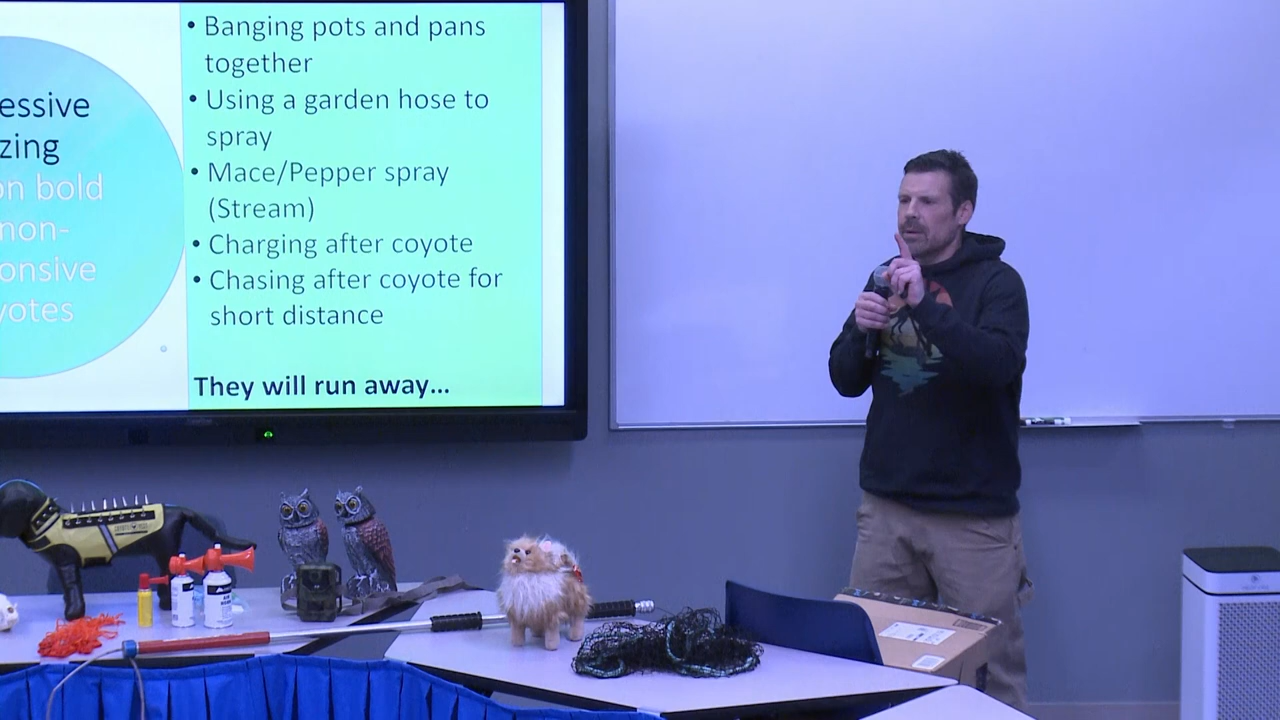 essive
zing
on bold
non-
onsive
yotes
• Banging pots and pans
together
• Using a garden hose to
spray
• Mace/Pepper spray
(Stream)
• Charging after coyote
• Chasing after coyote for
short distance
They will run away...